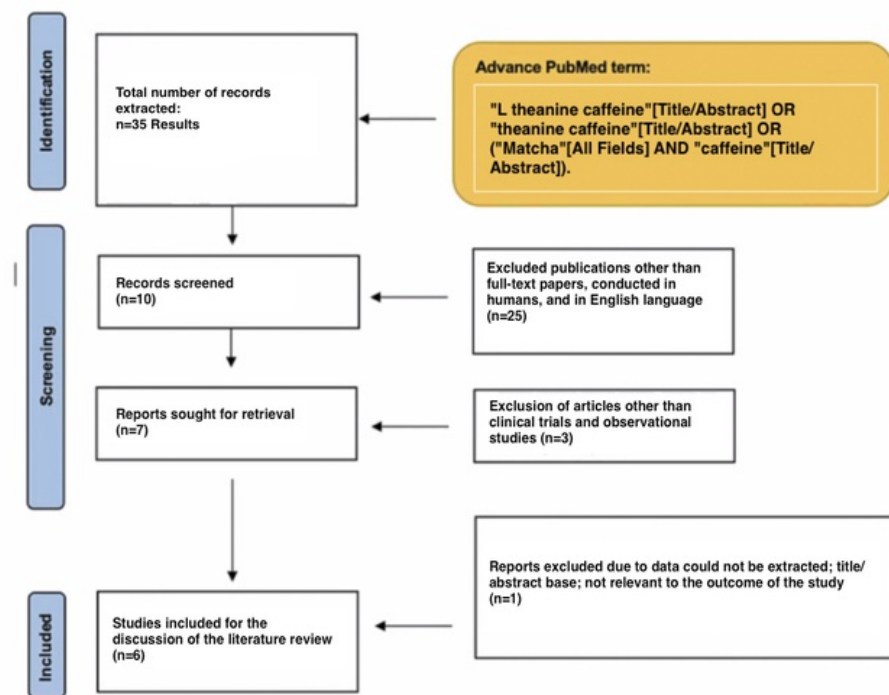 Identification
Total number of records
extracted:
n=35 Results
Advance PubMed term:
"L theanine caffeine"[Title/Abstract] OR
"theanine caffeine"[Title/Abstract] OR
("Matcha"[All Fields] AND "caffeine"[Title/
Abstract]).
Screening
Records screened
(n=10)
Excluded publications other than
full-text papers, conducted in
humans, and in English language
(n=25)
Reports sought for retrieval
(n=7)
Exclusion of articles other than
clinical trials and observational
studies (n=3)
Reports excluded due to data could not be extracted; title/
abstract base; not relevant to the outcome of the study
(n=1)
Included
Studies included for the
discussion of the literature review
(n=6)